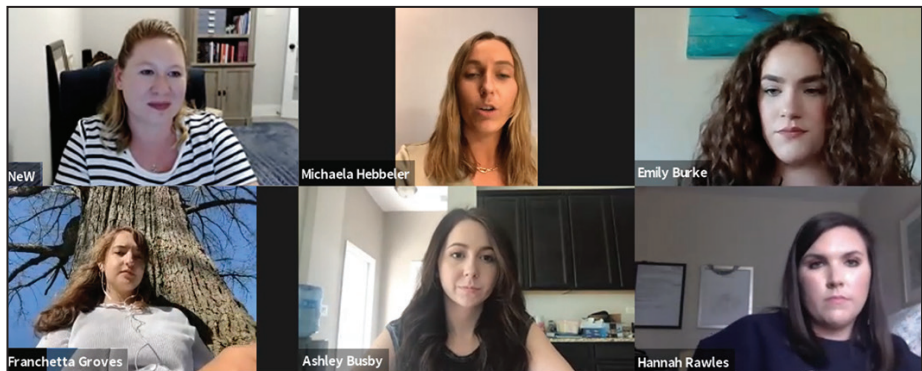 NeW
Michaela Hebbeler
Emily Burke
Franchetta Groves
Ashley Busby
Hannah Rawles